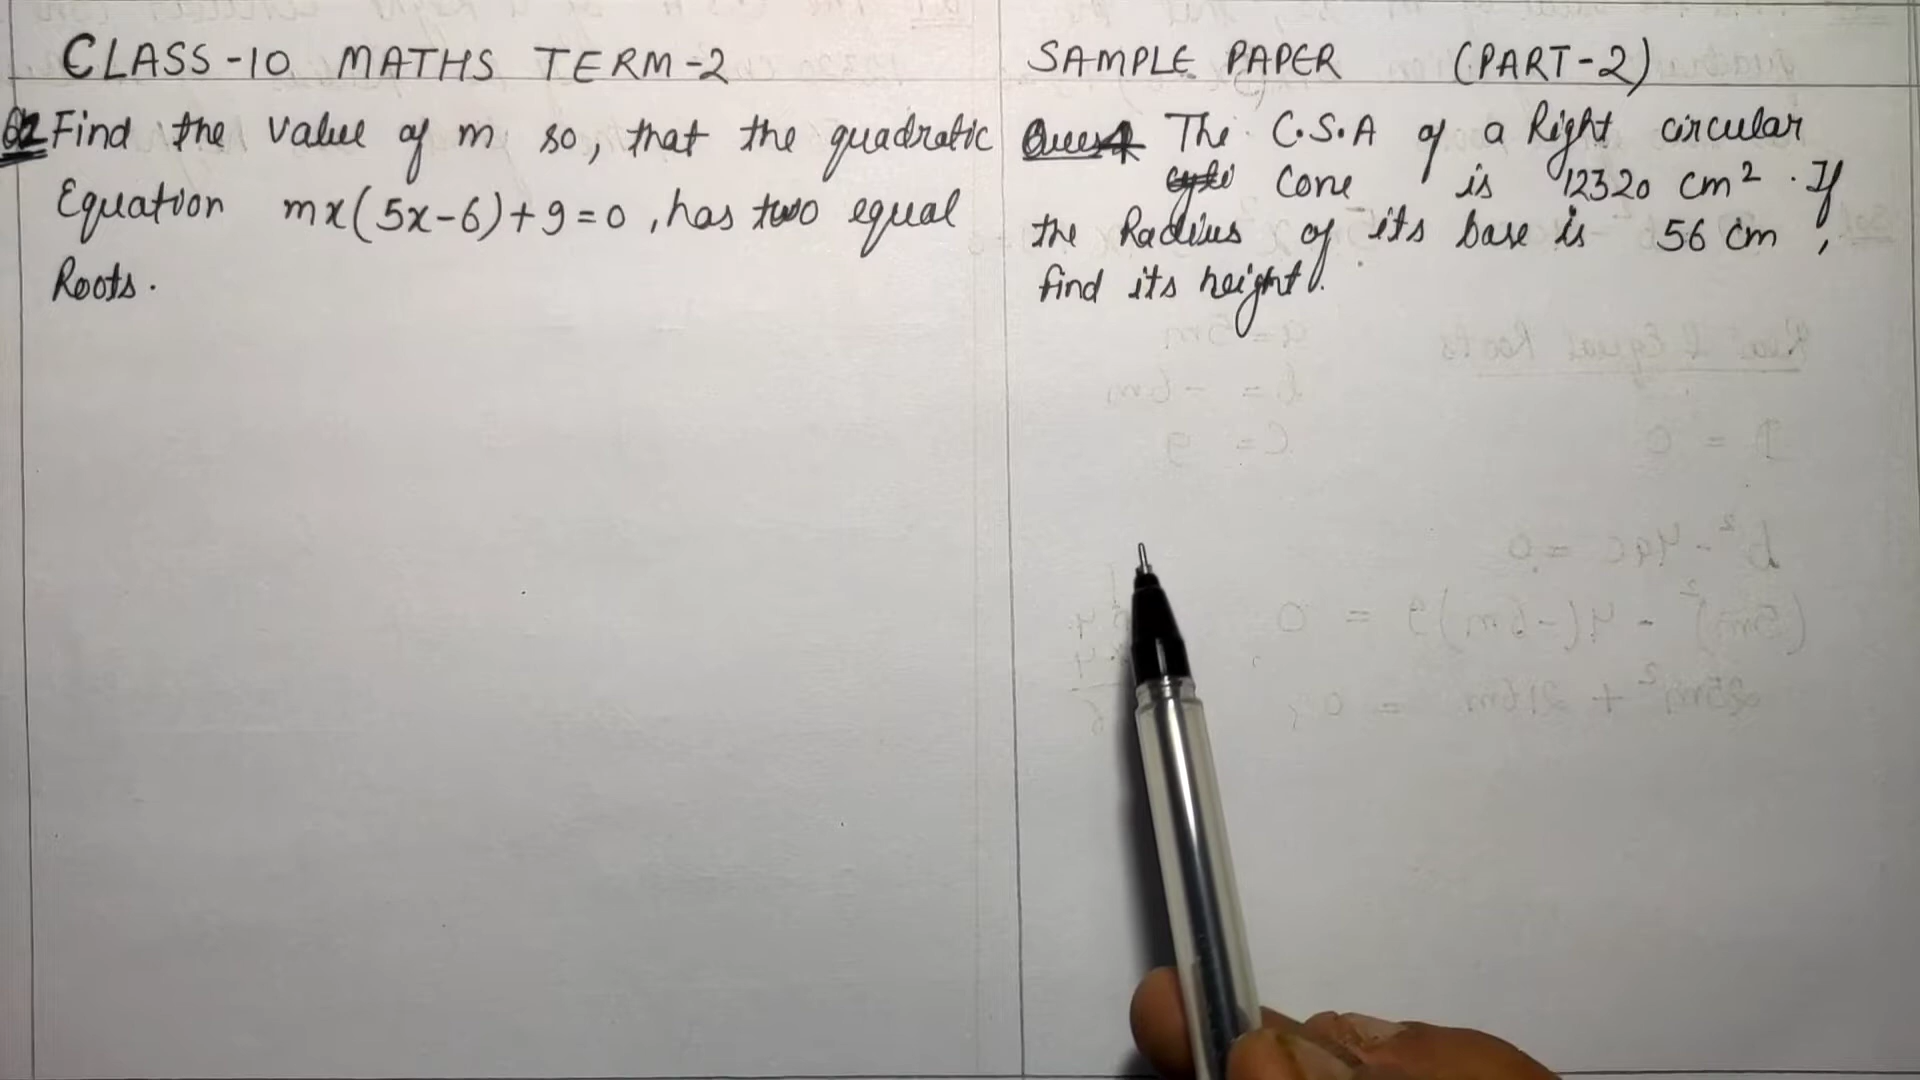 CLASS-10 MATHS TERM-2
Q2 Find the value of m so, that the quadratic
Equation mx(5x-6)+9=0, has two equal
Roots.
SAMPLE PAPER (PART-2)
The C.S.A of a Right circular
Cone is 12320 cm². If
the Radius of its base is 56 cm,
find its height.